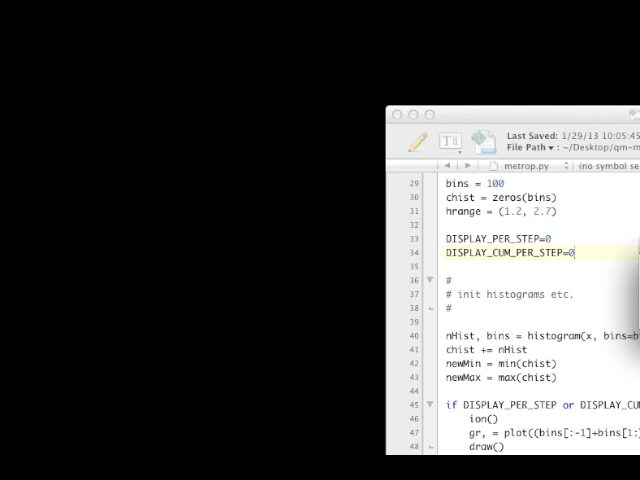 Last Saved: 1/29/13 10:05:45
File Path ▾ : ~/Desktop/qm-m
metrop.py (no symbol se
29 bins = 100
30 chist = zeros(bins)
31 hrange = (1.2, 2.7)
32
33 DISPLAY_PER_STEP=0
34 DISPLAY_CUM_PER_STEP=0
35
36 #
37 # init histograms etc.
38 #
39
40 nHist, bins = histogram(x, bins=b
41 chist += nHist
42 newMin = min(chist)
43 newMax = max(chist)
44
45 if DISPLAY_PER_STEP or DISPLAY_CU
46 ion()
47 gr, = plot((bins[:-1]+bins[1:
48 draw()